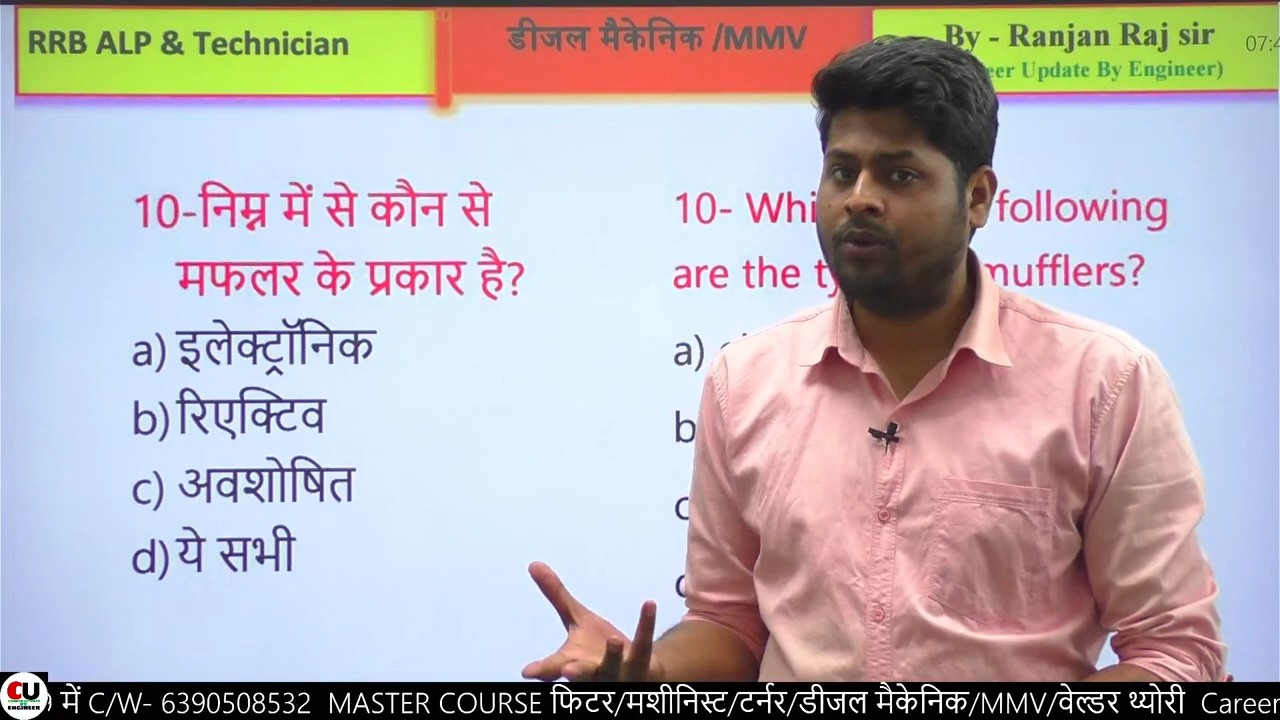 RRB ALP & Technician
डीजल मैकेनिक /MMV
By - Ranjan Raj sir
eer Update By Engineer)
10-निम्न में से कौन से
मफलर के प्रकार है?
a) इलेक्ट्रॉनिक
b) रिएक्टिव
c) अवशोषित
d) ये सभी
10- Whi following
are the ty mufflers?
a)
b
c
CU
ENGINEER
में C/W- 6390508532 MASTER COURSE फिटर/मशीनिस्ट/टर्नर/डीजल मैकेनिक/MMV/वेल्डर थ्योरी Career